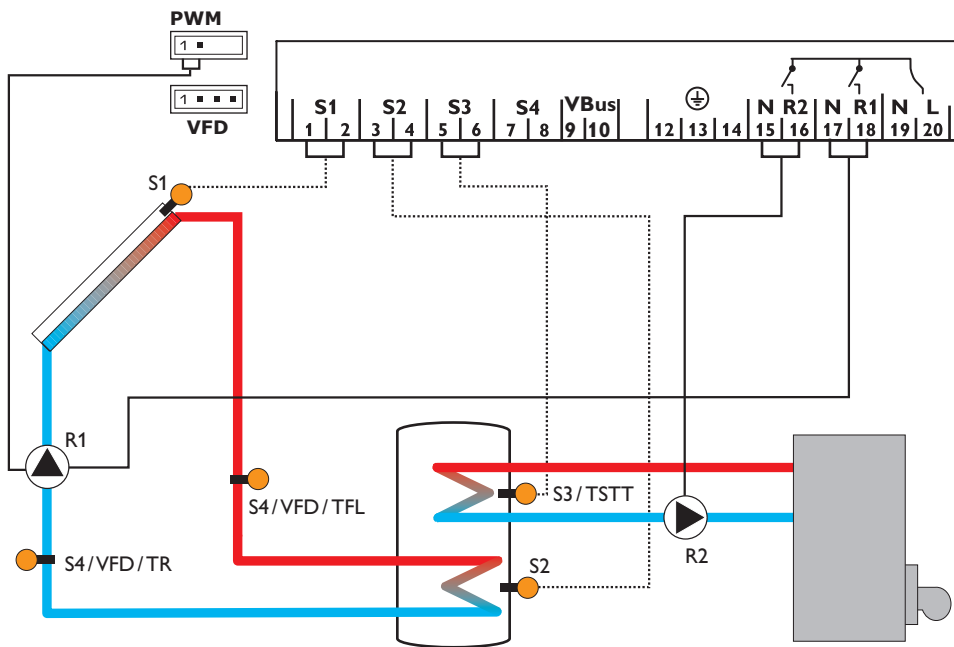 PWM
1
1
VFD
S1 S2 S3 S4 VBus N R2 N R1 N L
1 2 3 4 5 6 7 8 9 10 12 13 14 15 16 17 18 19 20
S1
R1
S4/VFD/TFL
S3/TSTT
S4/VFD/TR
S2
R2